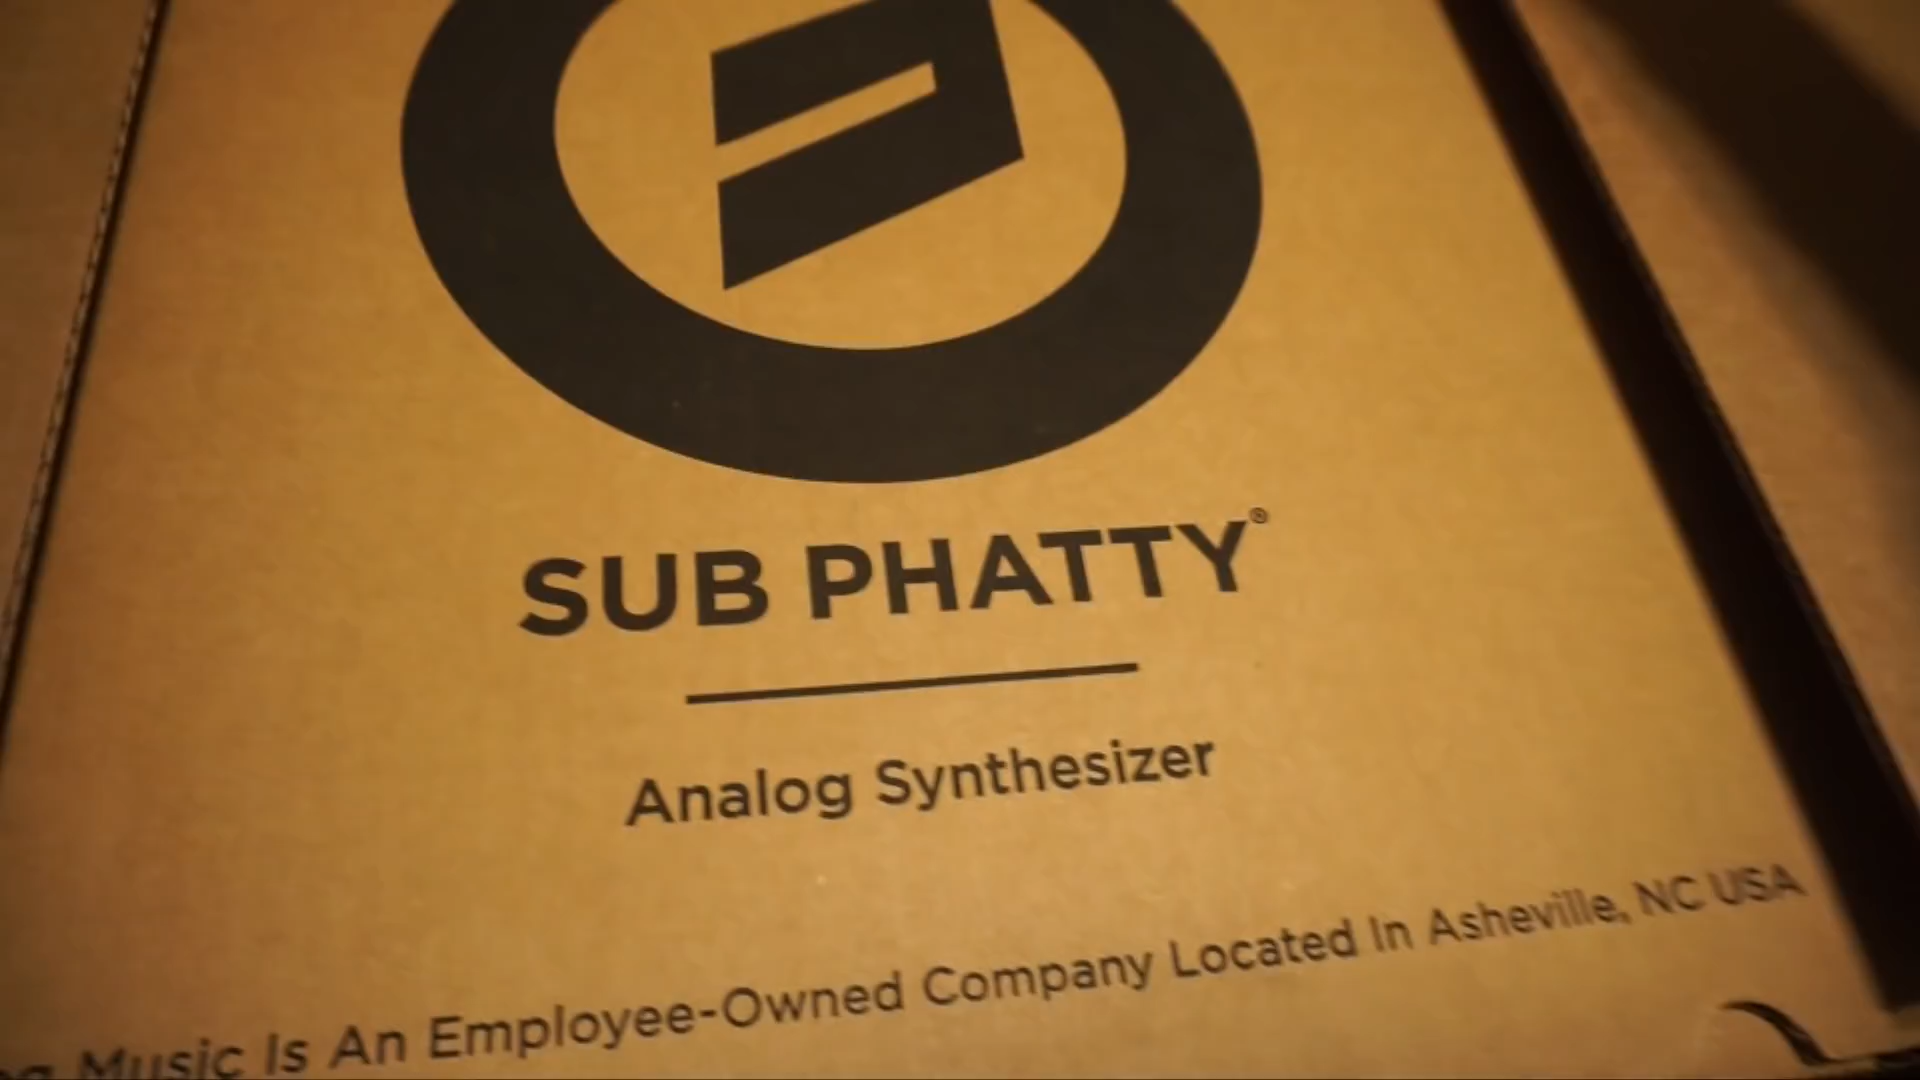 SUB PHATTY®
Analog Synthesizer
Music Is An Employee-Owned Company Located In Asheville, NC USA